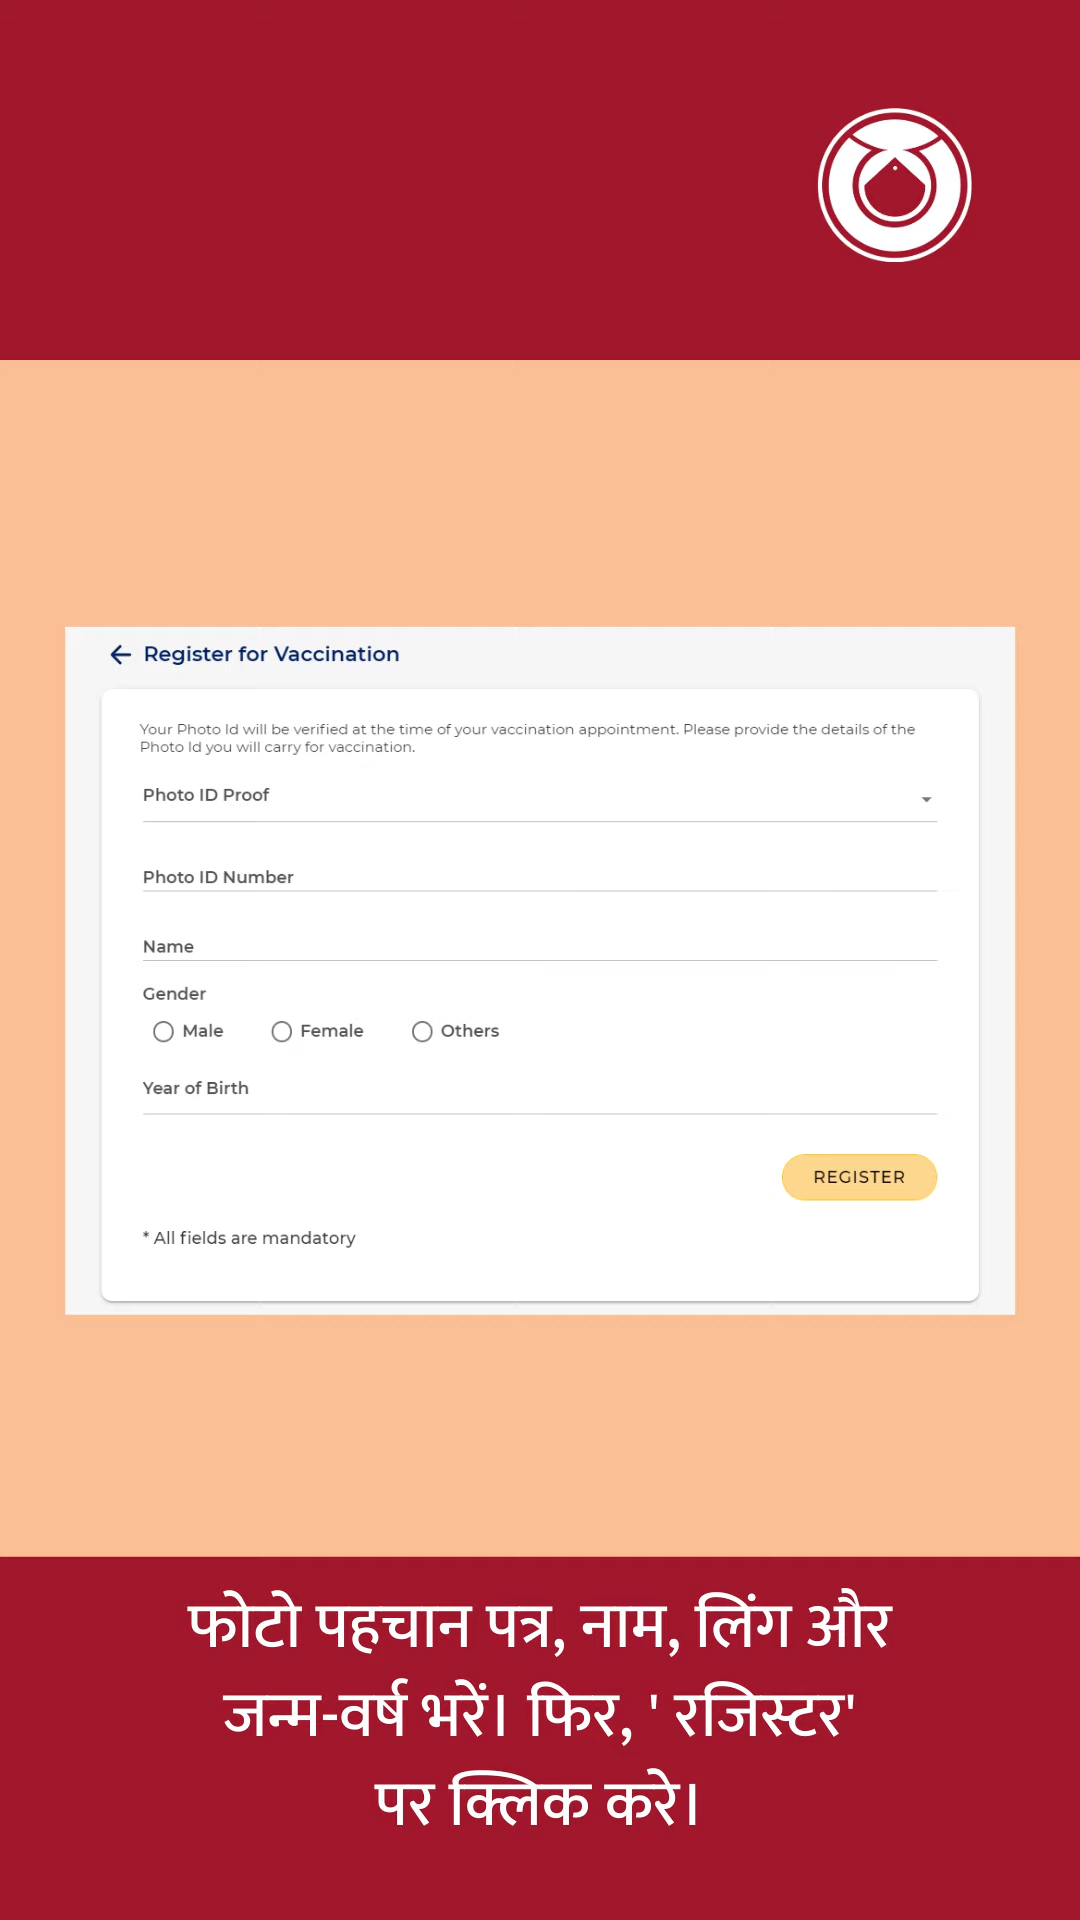 Register for Vaccination
Your Photo Id will be verified at the time of your vaccination appointment. Please provide the details of the
Photo Id you will carry for vaccination.
Photo ID Proof
Photo ID Number
Name
Gender
Male Female Others
Year of Birth
REGISTER
* All fields are mandatory
फोटो पहचान पत्र, नाम, लिंग और
जन्म-वर्ष भरें। फिर, ' रजिस्टर'
पर क्लिक करे।